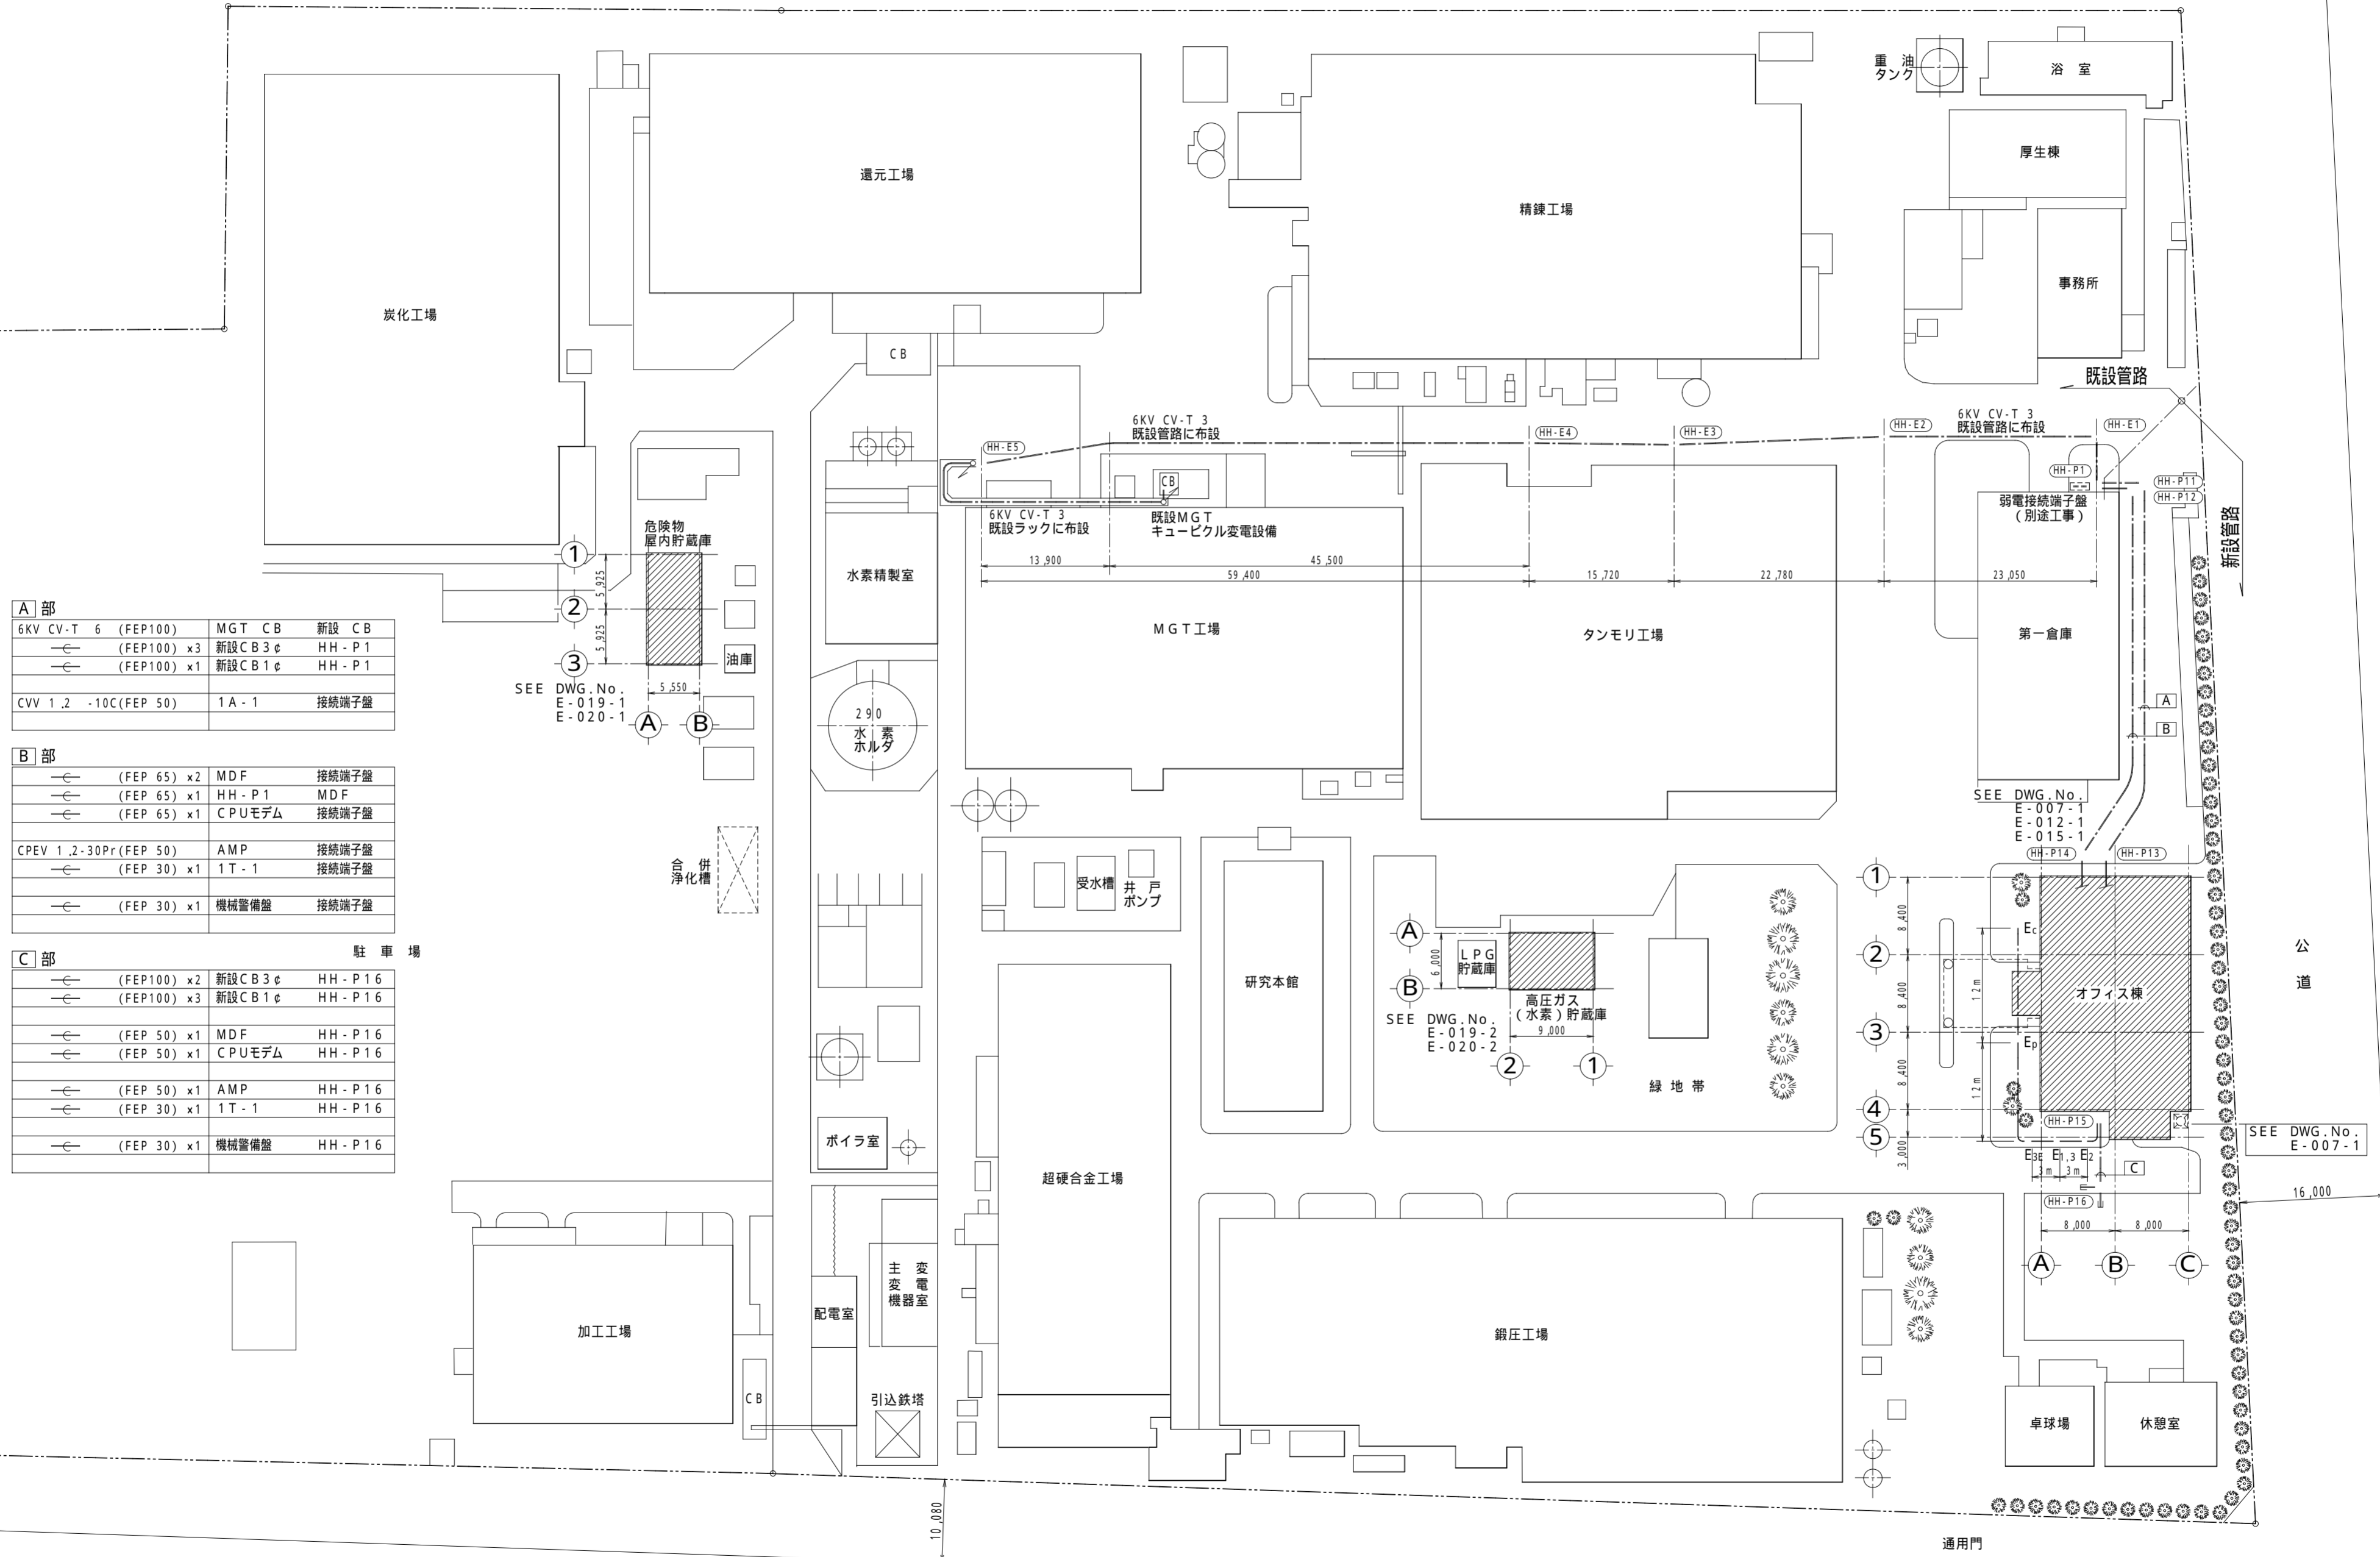 重 油
タンク
浴 室
厚生棟
還元工場
精錬工場
事務所
炭化工場
CB
既設管路
6KV CV-T 3
既設管路に布設
6KV CV-T 3
既設管路に布設
HH-E5
HH-E4
HH-E3
HH-E2
HH-E1
HH-P1
HH-P11
HH-P12
CB
弱電接続端子盤
(別途工事)
新設管路
6KV CV-T 3
既設ラックに布設
既設MGT
キュービクル変電設備
危険物
屋内貯蔵庫
1
2
3
5,925
5,925
5,550
A
B
油庫
SEE DWG.No.
E-019-1
E-020-1
水素精製室
13,900
45,500
59,400
15,720
22,780
23,050
MGT工場
タンモリ工場
第一倉庫
290
水 素
ホルダ
A
B
A 部
6KV CV-T 6 (FEP100) MGT CB 新設 CB
(FEP100) x3 新設CB3¢ HH-P1
(FEP100) x1 新設CB1¢ HH-P1
CVV 1.2 -10C(FEP 50) 1A-1 接続端子盤
B 部
(FEP 65) x2 MDF 接続端子盤
(FEP 65) x1 HH-P1 MDF
(FEP 65) x1 CPUモデム 接続端子盤
CPEV 1.2-30Pr(FEP 50) AMP 接続端子盤
(FEP 30) x1 1T-1 接続端子盤
(FEP 30) x1 機械警備盤 接続端子盤
C 部
(FEP100) x2 新設CB3¢ HH-P16
(FEP100) x3 新設CB1¢ HH-P16
(FEP 50) x1 MDF HH-P16
(FEP 50) x1 CPUモデム HH-P16
(FEP 50) x1 AMP HH-P16
(FEP 30) x1 1T-1 HH-P16
(FEP 30) x1 機械警備盤 HH-P16
駐 車 場
合 併
浄化槽
受水槽
井 戸
ポンプ
研究本館
A
B
6,000
LPG
貯蔵庫
高圧ガス
(水素)貯蔵庫
9,000
2
1
SEE DWG.No.
E-019-2
E-020-2
緑 地 帯
SEE DWG.No.
E-007-1
E-012-1
E-015-1
HH-P14
HH-P13
1
2
3
4
5
8,400
8,400
8,400
3,000
Ec
12m
Ep
12m
オフィス棟
HH-P15
E3E E1,3 E2
3m 3m
C
HH-P16
8,000
8,000
A
B
C
SEE DWG.No.
E-007-1
公
道
16,000
ボイラ室
超硬合金工場
主 変
変 電
機器室
配電室
加工工場
鍛圧工場
CB
引込鉄塔
卓球場
休憩室
10,080
通用門